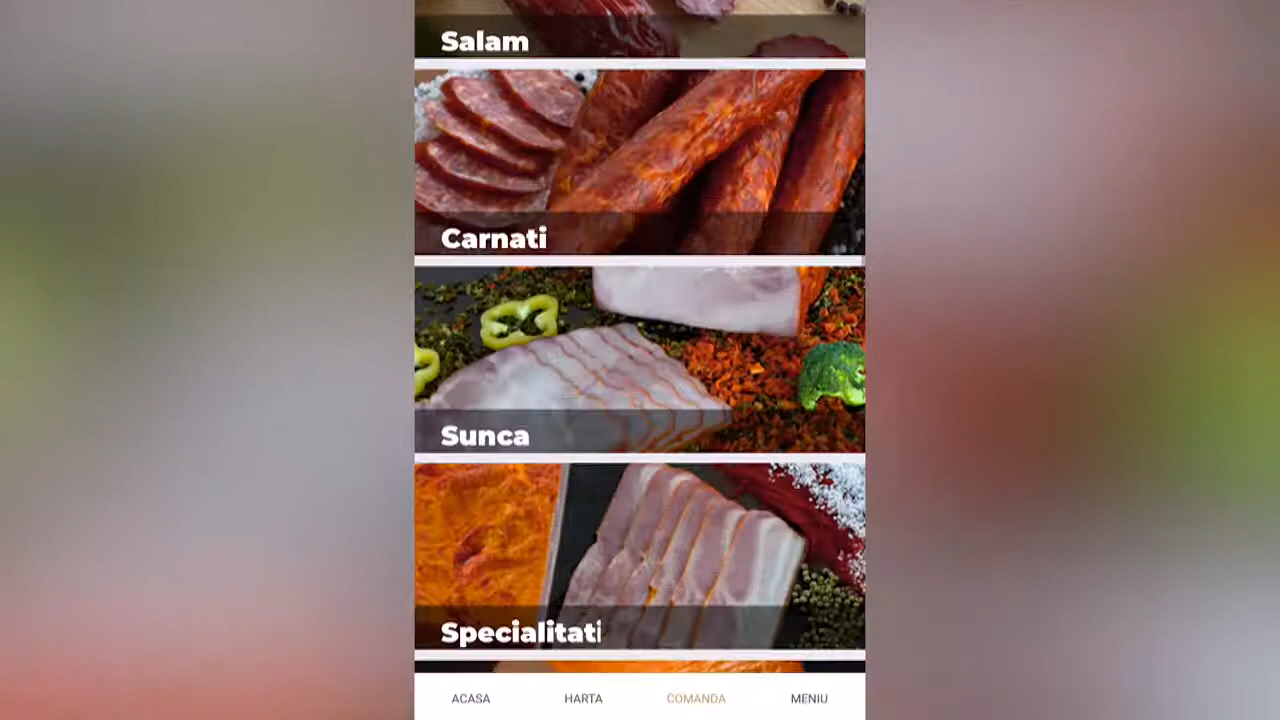 Salam
Carnati
Sunca
Specialitati
ACASA HARTA COMANDA MENIU